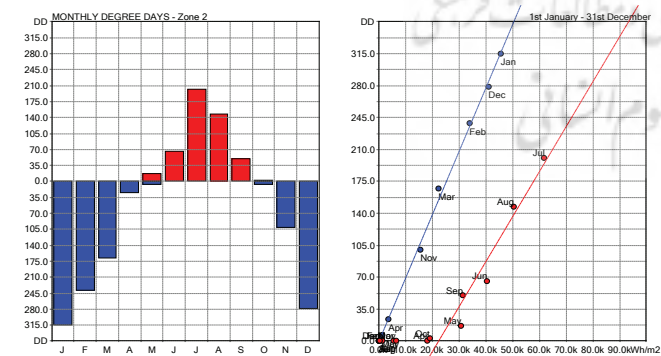 MONTHLY DEGREE DAYS - Zone 2
DD
315.0
280.0
245.0
210.0
175.0
140.0
105.0
70.0
35.0
0.0
35.0
70.0
105.0
140.0
175.0
210.0
245.0
280.0
315.0
DD
J F M A M J J A S O N D
DD 1st January - 31st December
315.0
280.0
245.0
210.0
175.0
140.0
105.0
70.0
35.0
Jan
Dec
Feb
Jul
Mar
Aug
Nov
Jun
Sep
May
Apr
Oct
0.0 10.0k 20.0k 30.0k 40.0k 50.0k 60.0k 70.0k 80.0k 90.0kWh/m2